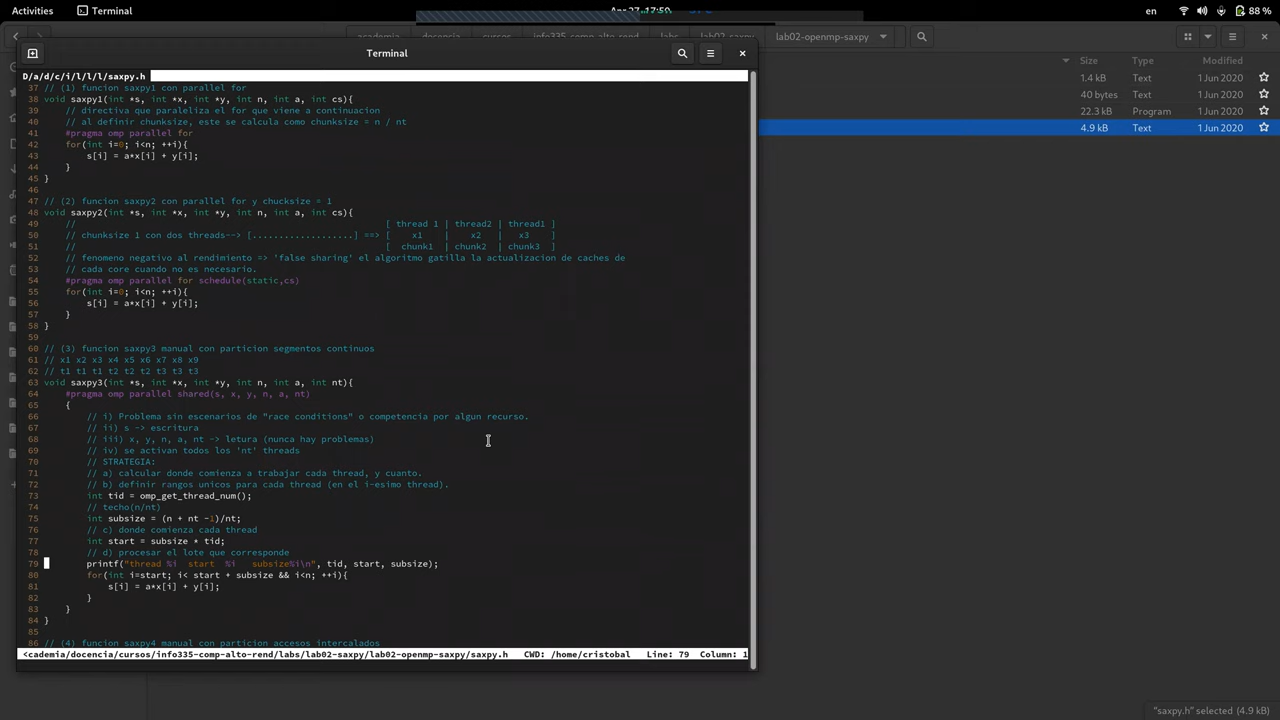 Activities
Terminal
Apr 27, 17:50
en
88 %
academia
docencia
cursos
info335-comp-alto-rend
labs
lab02-saxpy
lab02-openmp-saxpy
Size
Type
Modified
1.4 kB Text 1 Jun 2020
40 bytes Text 1 Jun 2020
22.3 kB Program 1 Jun 2020
4.9 kB Text 1 Jun 2020
Terminal
D/a/d/c/i/l/l/l/saxpy.h
37 // (1) funcion saxpy1 con parallel for
38 void saxpy1(int *s, int *x, int *y, int n, int a, int cs){
39 // directiva que paraleliza el for que viene a continuacion
40 // al definir chunksize, este se calcula como chunksize = n / nt
41 #pragma omp parallel for
42 for(int i=0; i<n; ++i){
43 s[i] = a*x[i] + y[i];
44 }
45 }
46
47 // (2) funcion saxpy2 con parallel for y chucksize = 1
48 void saxpy2(int *s, int *x, int *y, int n, int a, int cs){
49 // [ thread 1 | thread2 | thread1 ]
50 // chunksize 1 con dos threads--> [...................] ==> [ x1 | x2 | x3 ]
51 // [ chunk1 | chunk2 | chunk3 ]
52 // fenomeno negativo al rendimiento => 'false sharing' el algoritmo gatilla la actualizacion de caches de
53 // cada core cuando no es necesario.
54 #pragma omp parallel for schedule(static,cs)
55 for(int i=0; i<n; ++i){
56 s[i] = a*x[i] + y[i];
57 }
58 }
59
60 // (3) funcion saxpy3 manual con particion segmentos continuos
61 // x1 x2 x3 x4 x5 x6 x7 x8 x9
62 // t1 t1 t1 t2 t2 t2 t3 t3 t3
63 void saxpy3(int *s, int *x, int *y, int n, int a, int nt){
64 #pragma omp parallel shared(s, x, y, n, a, nt)
65 {
66 // i) Problema sin escenarios de "race conditions" o competencia por algun recurso.
67 // ii) s -> escritura
68 // iii) x, y, n, a, nt -> letura (nunca hay problemas)
69 // iv) se activan todos los 'nt' threads
70 // STRATEGIA:
71 // a) calcular donde comienza a trabajar cada thread, y cuanto.
72 // b) definir rangos unicos para cada thread (en el i-esimo thread).
73 int tid = omp_get_thread_num();
74 // techo(n/nt)
75 int subsize = (n + nt -1)/nt;
76 // c) donde comienza cada thread
77 int start = subsize * tid;
78 // d) procesar el lote que corresponde
79 printf("thread %i start %i subsize%i\n", tid, start, subsize);
80 for(int i=start; i< start + subsize && i<n; ++i){
81 s[i] = a*x[i] + y[i];
82 }
83 }
84 }
85
86 // (4) funcion saxpy4 manual con particion accesos intercalados
<cademia/docencia/cursos/info335-comp-alto-rend/labs/lab02-saxpy/lab02-openmp-saxpy/saxpy.h CWD: /home/cristobal Line: 79 Column: 1
"saxpy.h" selected (4.9 kB)